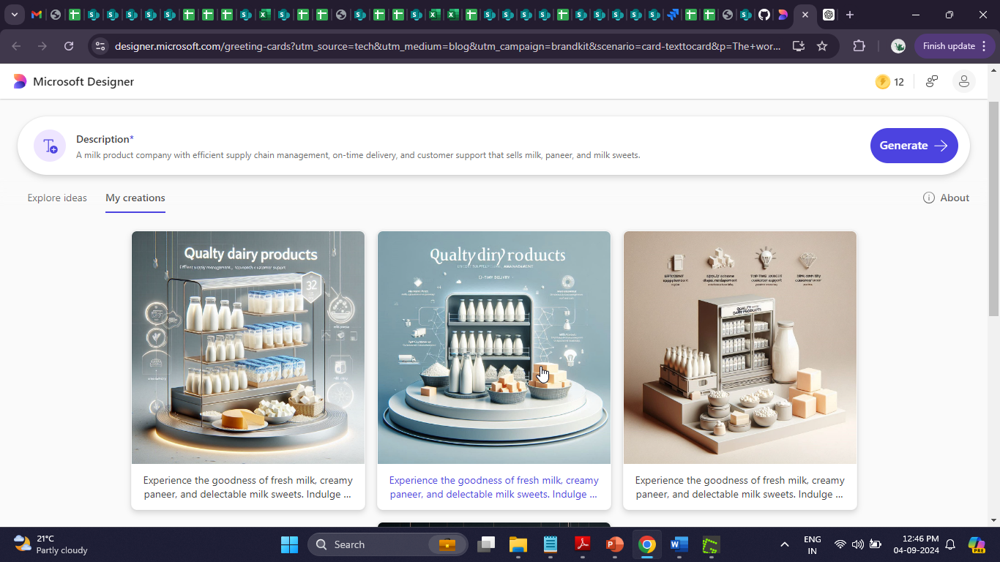 designer.microsoft.com/greeting-cards?utm_source=tech&utm_medium=blog&utm_campaign=brandkit&scenario=card-texttocard&p=The+wor...
Finish update
Microsoft Designer
12
Description*
A milk product company with efficient supply chain management, on-time delivery, and customer support that sells milk, paneer, and milk sweets.
Generate
Explore ideas
My creations
About
Qualty dairy products
32
Qualty diry roducts
QUALITY
DAIRY PRODUCTS
Experience the goodness of fresh milk, creamy
paneer, and delectable milk sweets. Indulge ...
Experience the goodness of fresh milk, creamy
paneer, and delectable milk sweets. Indulge ...
Experience the goodness of fresh milk, creamy
paneer, and delectable milk sweets. Indulge ...
21°C
Partly cloudy
Search
ENG
IN
12:46 PM
04-09-2024
PRE